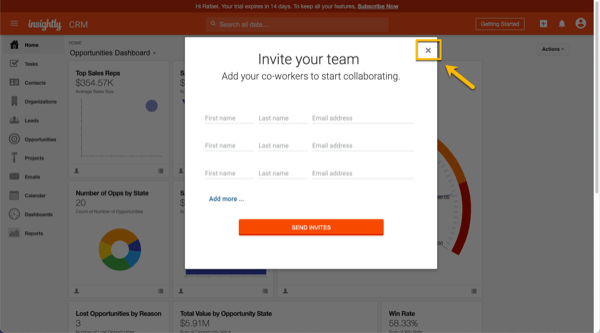 Hi Rafael. Your trial expires in 14 days. To keep all your features, Subscribe Now
insightly CRM
Search all data...
Getting Started
Home
Tasks
Contacts
Organizations
Leads
Opportunities
Projects
Emails
Calendar
Dashboards
Reports
HOME
Opportunities Dashboard
Actions
Top Sales Reps
$354.57K
Average Sales Size
Invite your team
Add your co-workers to start collaborating.
First name Last name Email address
First name Last name Email address
First name Last name Email address
Add more ...
SEND INVITES
Number of Opps by State
20
Count of Number of Opportunities
Lost Opportunities by Reason
3
Number of Lost Opportunities
Total Value by Opportunity State
$5.91M
Win Rate
58.33%